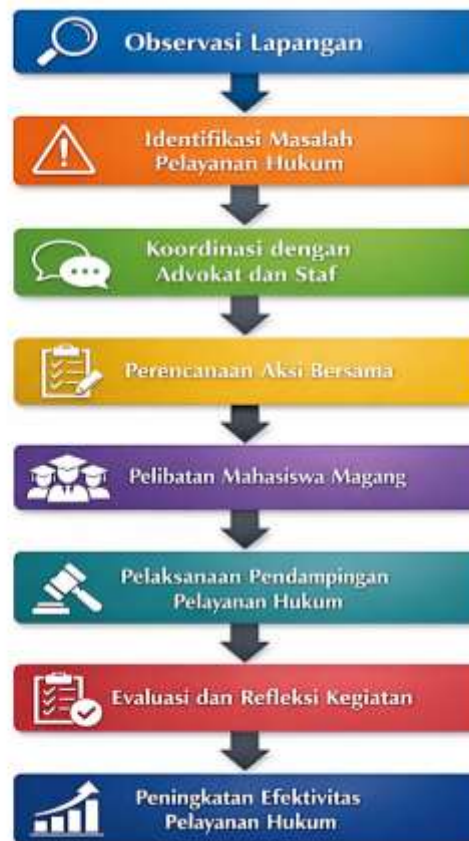 Observasi Lapangan
Identifikasi Masalah
Pelayanan Hukum
Koordinasi dengan
Advokat dan Staf
Perencanaan Aksi Bersama
Pelibatan Mahasiswa Magang
Pelaksanaan Pendampingan
Pelayanan Hukum
Evaluasi dan Refleksi Kegiatan
Peningkatan Efektivitas
Pelayanan Hukum